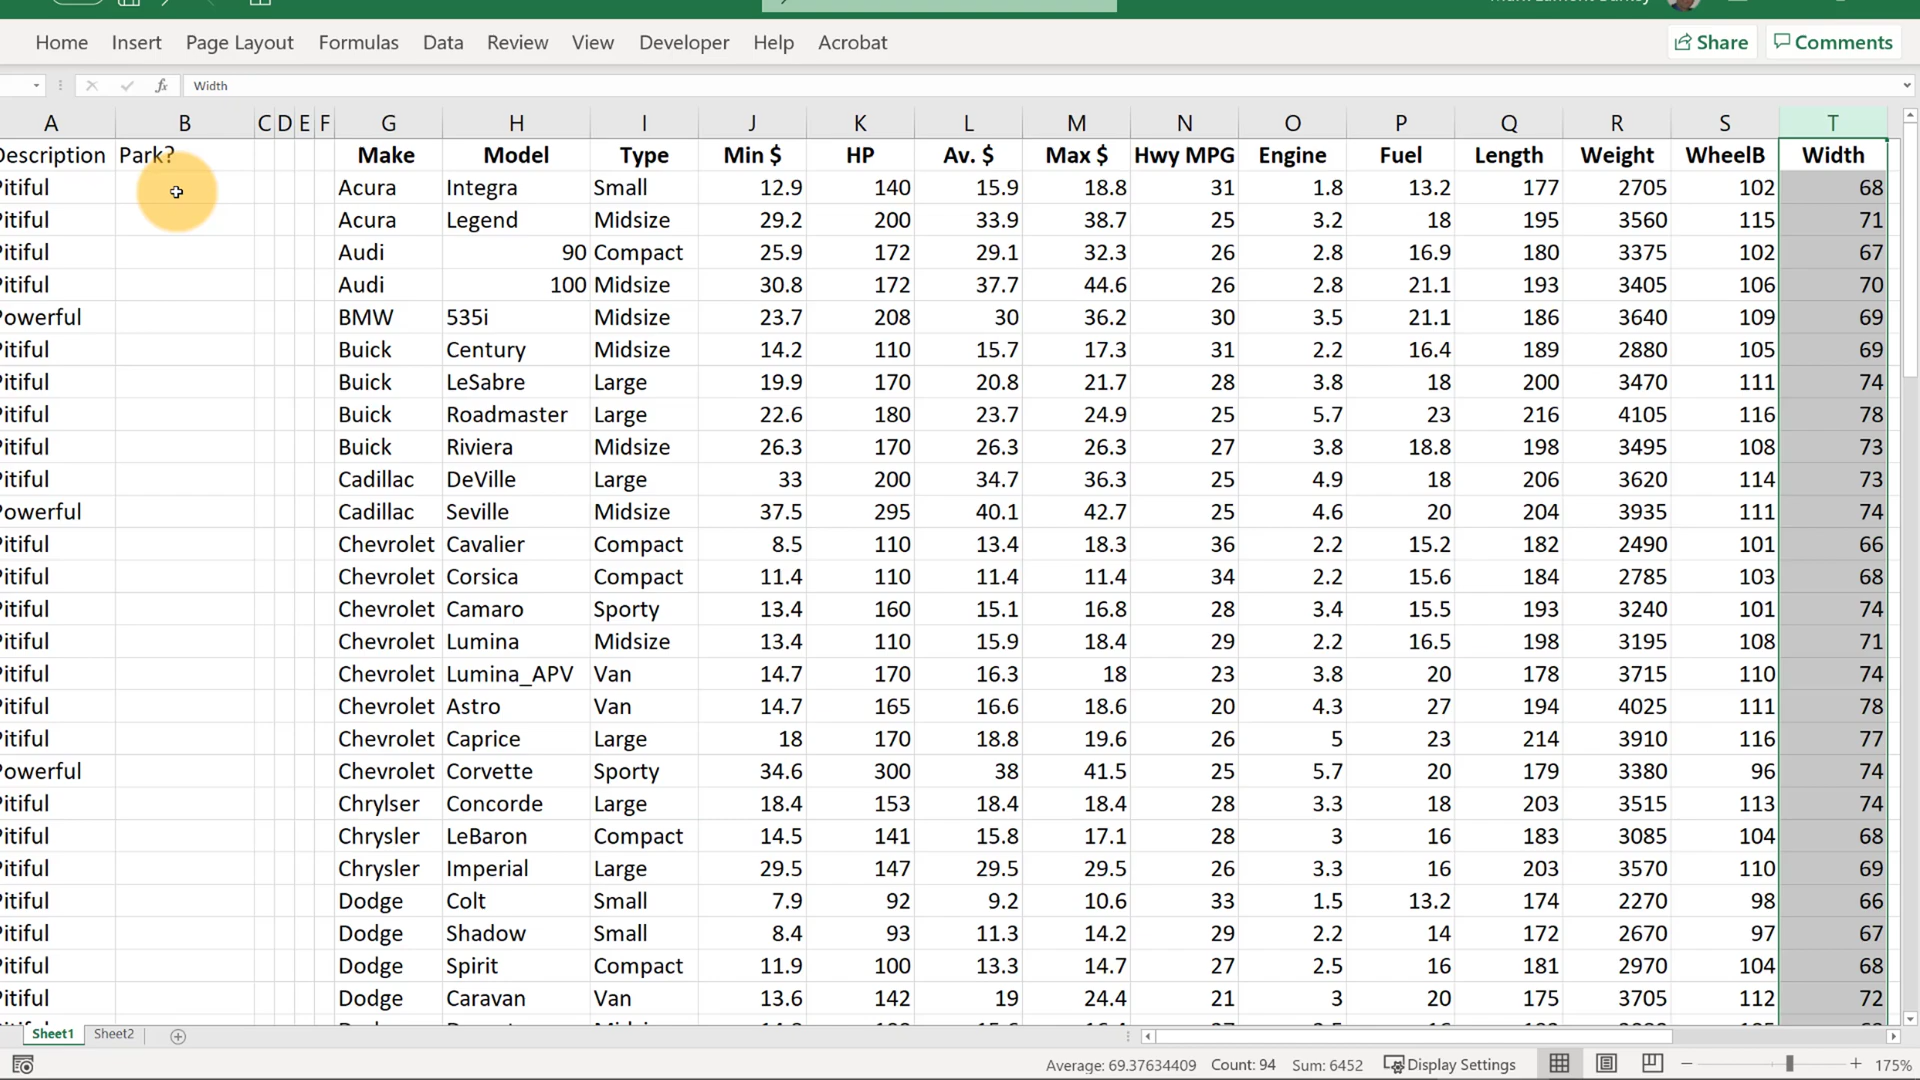 Home Insert Page Layout Formulas Data Review View Developer Help Acrobat Share Comments
fx Width
A B C D E F G H I J K L M N O P Q R S T
Description Park? Make Model Type Min $ HP Av. $ Max $ Hwy MPG Engine Fuel Length Weight WheelB Width
Pitiful Acura Integra Small 12.9 140 15.9 18.8 31 1.8 13.2 177 2705 102 68
Pitiful Acura Legend Midsize 29.2 200 33.9 38.7 25 3.2 18 195 3560 115 71
Pitiful Audi 90 Compact 25.9 172 29.1 32.3 26 2.8 16.9 180 3375 102 67
Pitiful Audi 100 Midsize 30.8 172 37.7 44.6 26 2.8 21.1 193 3405 106 70
Powerful BMW 535i Midsize 23.7 208 30 36.2 30 3.5 21.1 186 3640 109 69
Pitiful Buick Century Midsize 14.2 110 15.7 17.3 31 2.2 16.4 189 2880 105 69
Pitiful Buick LeSabre Large 19.9 170 20.8 21.7 28 3.8 18 200 3470 111 74
Pitiful Buick Roadmaster Large 22.6 180 23.7 24.9 25 5.7 23 216 4105 116 78
Pitiful Buick Riviera Midsize 26.3 170 26.3 26.3 27 3.8 18.8 198 3495 108 73
Pitiful Cadillac DeVille Large 33 200 34.7 36.3 25 4.9 18 206 3620 114 73
Powerful Cadillac Seville Midsize 37.5 295 40.1 42.7 25 4.6 20 204 3935 111 74
Pitiful Chevrolet Cavalier Compact 8.5 110 13.4 18.3 36 2.2 15.2 182 2490 101 66
Pitiful Chevrolet Corsica Compact 11.4 110 11.4 11.4 34 2.2 15.6 184 2785 103 68
Pitiful Chevrolet Camaro Sporty 13.4 160 15.1 16.8 28 3.4 15.5 193 3240 101 74
Pitiful Chevrolet Lumina Midsize 13.4 110 15.9 18.4 29 2.2 16.5 198 3195 108 71
Pitiful Chevrolet Lumina_APV Van 14.7 170 16.3 18 23 3.8 20 178 3715 110 74
Pitiful Chevrolet Astro Van 14.7 165 16.6 18.6 20 4.3 27 194 4025 111 78
Pitiful Chevrolet Caprice Large 18 170 18.8 19.6 26 5 23 214 3910 116 77
Powerful Chevrolet Corvette Sporty 34.6 300 38 41.5 25 5.7 20 179 3380 96 74
Pitiful Chrylser Concorde Large 18.4 153 18.4 18.4 28 3.3 18 203 3515 113 74
Pitiful Chrysler LeBaron Compact 14.5 141 15.8 17.1 28 3 16 183 3085 104 68
Pitiful Chrysler Imperial Large 29.5 147 29.5 29.5 26 3.3 16 203 3570 110 69
Pitiful Dodge Colt Small 7.9 92 9.2 10.6 33 1.5 13.2 174 2270 98 66
Pitiful Dodge Shadow Small 8.4 93 11.3 14.2 29 2.2 14 172 2670 97 67
Pitiful Dodge Spirit Compact 11.9 100 13.3 14.7 27 2.5 16 181 2970 104 68
Pitiful Dodge Caravan Van 13.6 142 19 24.4 21 3 20 175 3705 112 72
Sheet1 Sheet2
Average: 69.37634409 Count: 94 Sum: 6452 Display Settings 175%